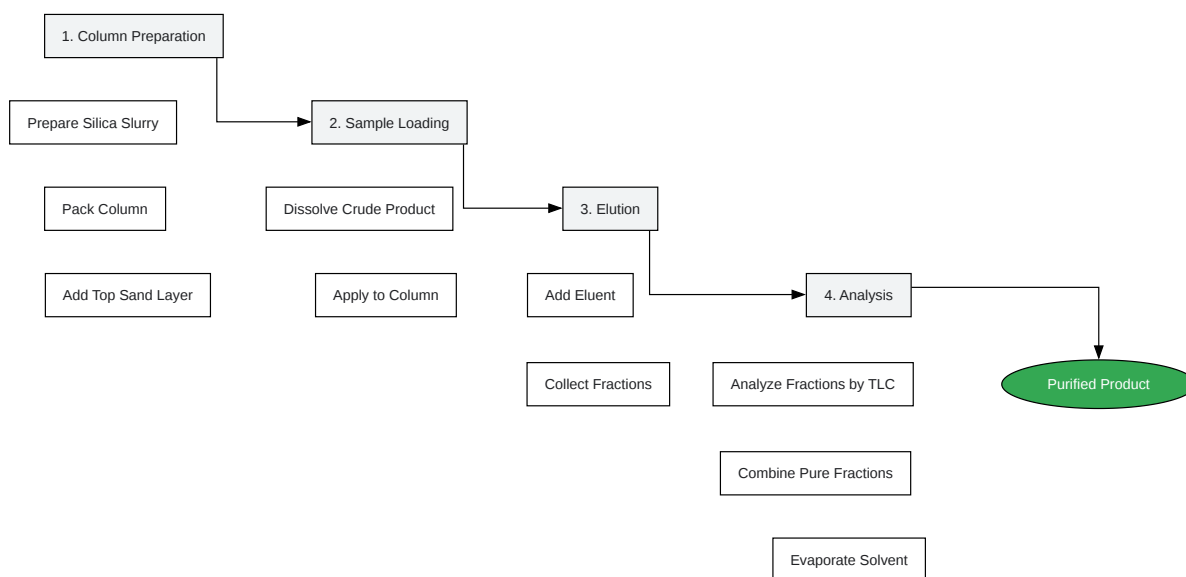 1. Column Preparation
Prepare Silica Slurry
Pack Column
Add Top Sand Layer
2. Sample Loading
Dissolve Crude Product
Apply to Column
3. Elution
Add Eluent
Collect Fractions
4. Analysis
Analyze Fractions by TLC
Combine Pure Fractions
Evaporate Solvent
Purified Product